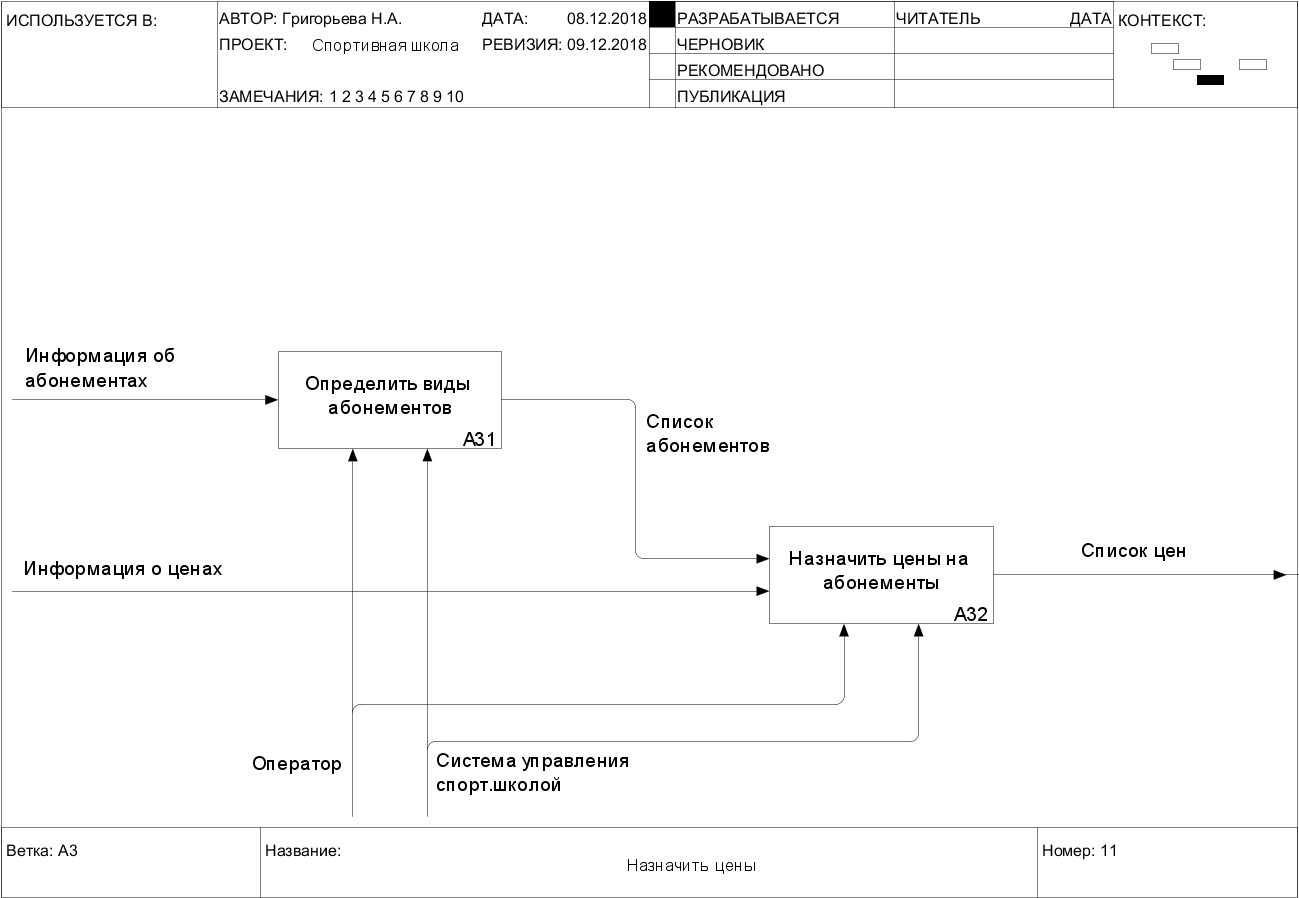 ИСПОЛЬЗУЕТСЯ В:
АВТОР: Григорьева Н.А.
ДАТА: 08.12.2018
ПРОЕКТ: Спортивная школа
РЕВИЗИЯ: 09.12.2018
ЗАМЕЧАНИЯ: 1 2 3 4 5 6 7 8 9 10
РАЗРАБАТЫВАЕТСЯ
ЧЕРНОВИК
РЕКОМЕНДОВАНО
ПУБЛИКАЦИЯ
ЧИТАТЕЛЬ ДАТА
КОНТЕКСТ:
Информация об
абонементах
Определить виды
абонементов
A31
Список
абонементов
Информация о ценах
Назначить цены на
абонементы
A32
Список цен
Оператор
Система управления
спорт.школой
Ветка: A3
Название:
Назначить цены
Номер: 11